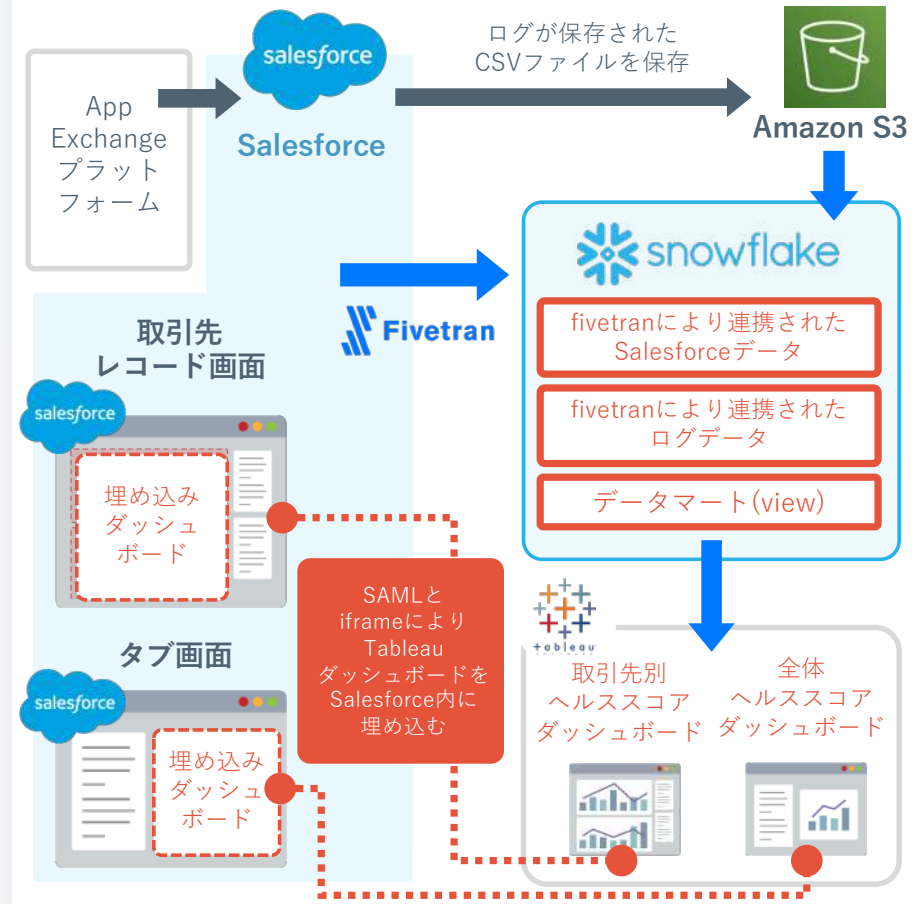 salesforce
ログが保存された
CSVファイルを保存
App
Exchange
プラット
フォーム
Salesforce
Amazon S3
snowflake
Fivetran
fivetranにより連携された
Salesforceデータ
fivetranにより連携された
ログデータ
データマート(view)
取引先
レコード画面
salesforce
埋め込み
ダッシュ
ボード
SAMLと
iframeにより
Tableau
ダッシュボードを
Salesforce内に
埋め込む
tableau
取引先別
ヘルススコア
ダッシュボード
全体
ヘルススコア
ダッシュボード
タブ画面
salesforce
埋め込み
ダッシュ
ボード